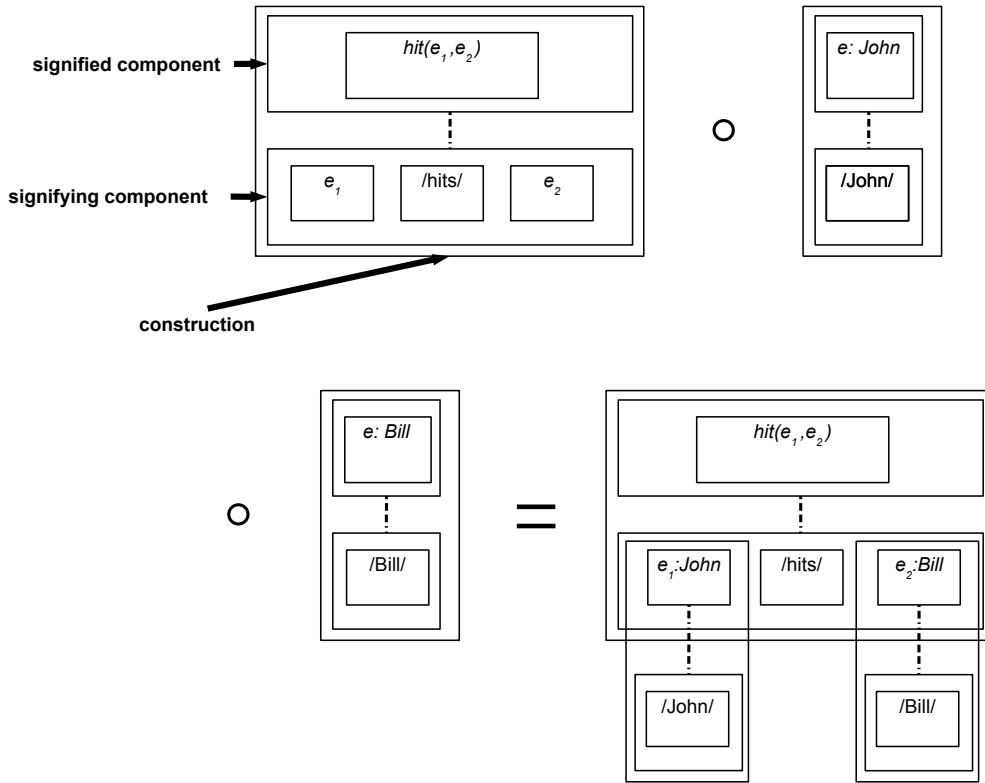 hit(e₁,e₂)
e: John
signified component
signifying component
e₁
/hits/
e₂
/John/
construction
e: Bill
hit(e₁,e₂)
=
/Bill/
e₁:John
/hits/
e₂:Bill
/John/
/Bill/